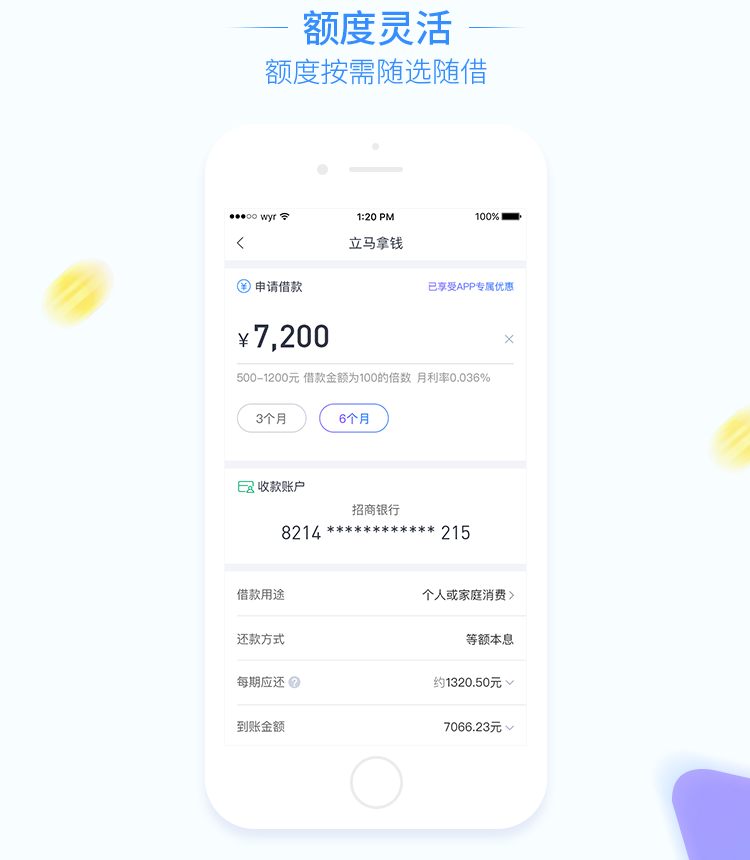 额度灵活
额度按需随选随借
wyr 1:20 PM 100%
立马拿钱
¥ 申请借款 已享受APP专属优惠
¥7,200 ×
500-1200元 借款金额为100的倍数 月利率0.036%
3个月 6个月
收款账户
招商银行
8214 ************ 215
借款用途 个人或家庭消费
还款方式 等额本息
每期应还 ? 约1320.50元
到账金额 7066.23元